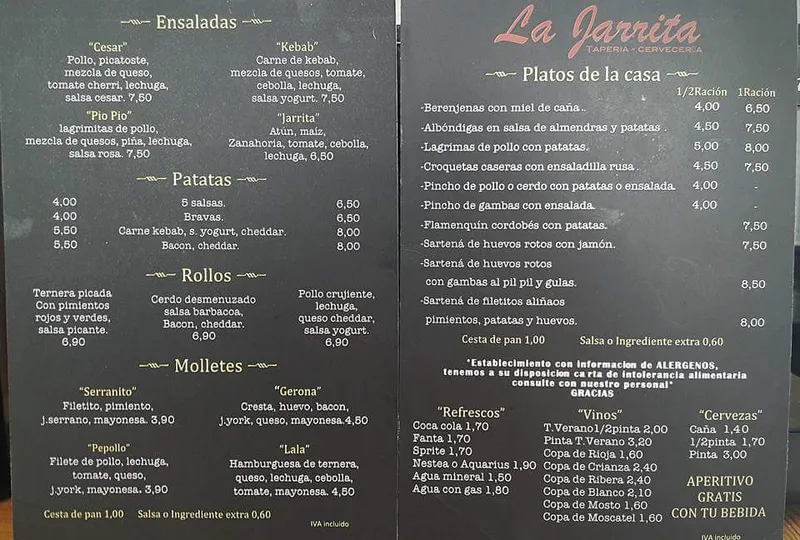 Ensaladas
"Cesar"
Pollo, picatoste,
mezcla de queso,
tomate cherri, lechuga,
salsa cesar. 7,50
"Kebab"
Carne de kebab,
mezcla de quesos, tomate,
cebolla, lechuga,
salsa yogurt. 7,50
"Pio Pio"
lagrimitas de pollo,
mezcla de quesos, piña, lechuga,
salsa rosa. 7,50
"Jarrita"
Atún, maíz,
Zanahoria, tomate, cebolla,
lechuga, 6,50
Patatas
4,00 5 salsas. 6,50
4,00 Bravas. 6,50
5,50 Carne kebab, s. yogurt, cheddar. 8,00
5,50 Bacon, cheddar. 8,00
Rollos
Ternera picada
Con pimientos
rojos y verdes,
salsa picante.
6,90
Cerdo desmenuzado
salsa barbacoa,
Bacon, cheddar.
6,90
Pollo crujiente,
lechuga,
queso cheddar,
salsa yogurt.
6,90
Molletes
"Serranito"
Filetito, pimiento,
j.serrano, mayonesa. 3,90
"Gerona"
Cresta, huevo, bacon,
j.york, queso, mayonesa.4,50
"Pepollo"
Filete de pollo, lechuga,
tomate, queso,
j.york, mayonesa. 3,90
"Lala"
Hamburguesa de ternera,
queso, lechuga, cebolla,
tomate, mayonesa. 4,50
Cesta de pan 1,00 Salsa o Ingrediente extra 0,60
IVA incluido
La Jarrita
TAPERIA - CERVECERIA
Platos de la casa
1/2Ración 1Ración
-Berenjenas con miel de caña.. 4,00 6,50
-Albóndigas en salsa de almendras y patatas . 4,50 7,50
-Lagrimas de pollo con patatas. 5,00 8,00
-Croquetas caseras con ensaladilla rusa . 4,50 7,50
-Pincho de pollo o cerdo con patatas o ensalada. 4,00 -
-Pincho de gambas con ensalada. 4,00 -
-Flamenquín cordobés con patatas. 7,50
-Sartená de huevos rotos con jamón. 7,50
-Sartená de huevos rotos
con gambas al pil pil y gulas. 8,50
-Sartená de filetitos aliñaos
pimientos, patatas y huevos. 8,00
Cesta de pan 1,00 Salsa o Ingrediente extra 0,60
*Establecimiento con informacion de ALERGENOS,
tenemos a su disposicion carta de intolerancia alimentaria
consulte con nuestro personal*
GRACIAS
"Refrescos"
Coca cola 1,70
Fanta 1,70
Sprite 1,70
Nestea o Aquarius 1,90
Agua mineral 1,50
Agua con gas 1,80
"Vinos"
T.Verano1/2pinta 2,00
Pinta T.Verano 3,20
Copa de Rioja 1,60
Copa de Crianza 2,40
Copa de Ribera 2,40
Copa de Blanco 2,10
Copa de Mosto 1,60
Copa de Moscatel 1,60
"Cervezas"
Caña 1,40
1/2pinta 1,70
Pinta 3,00
APERITIVO
GRATIS
CON TU BEBIDA
IVA incluido